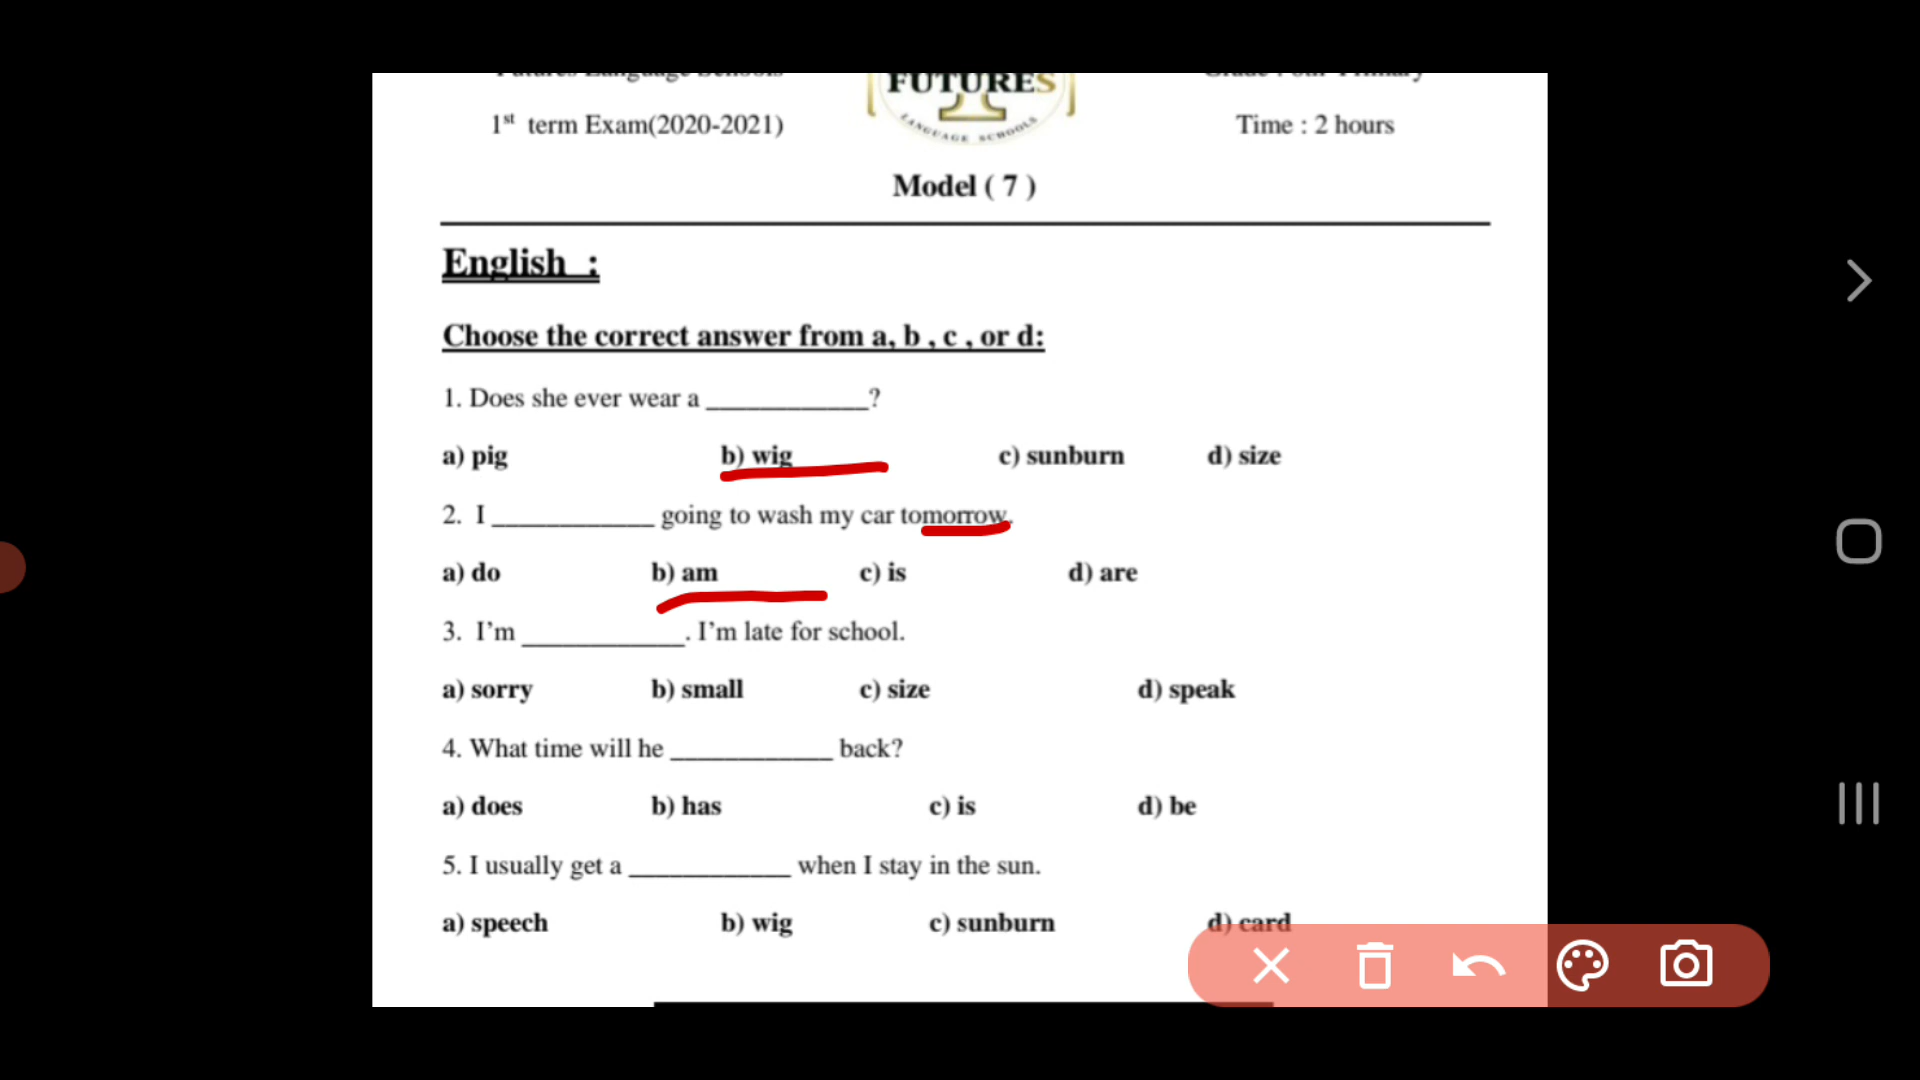 1st term Exam(2020-2021)
FUTURES
LANGUAGE SCHOOLS
Time : 2 hours
Model ( 7 )
English :
Choose the correct answer from a, b , c , or d:
1. Does she ever wear a ____________?
a) pig b) wig c) sunburn d) size
2. I ____________ going to wash my car tomorrow.
a) do b) am c) is d) are
3. I’m ____________. I’m late for school.
a) sorry b) small c) size d) speak
4. What time will he ____________ back?
a) does b) has c) is d) be
5. I usually get a ____________ when I stay in the sun.
a) speech b) wig c) sunburn d) card